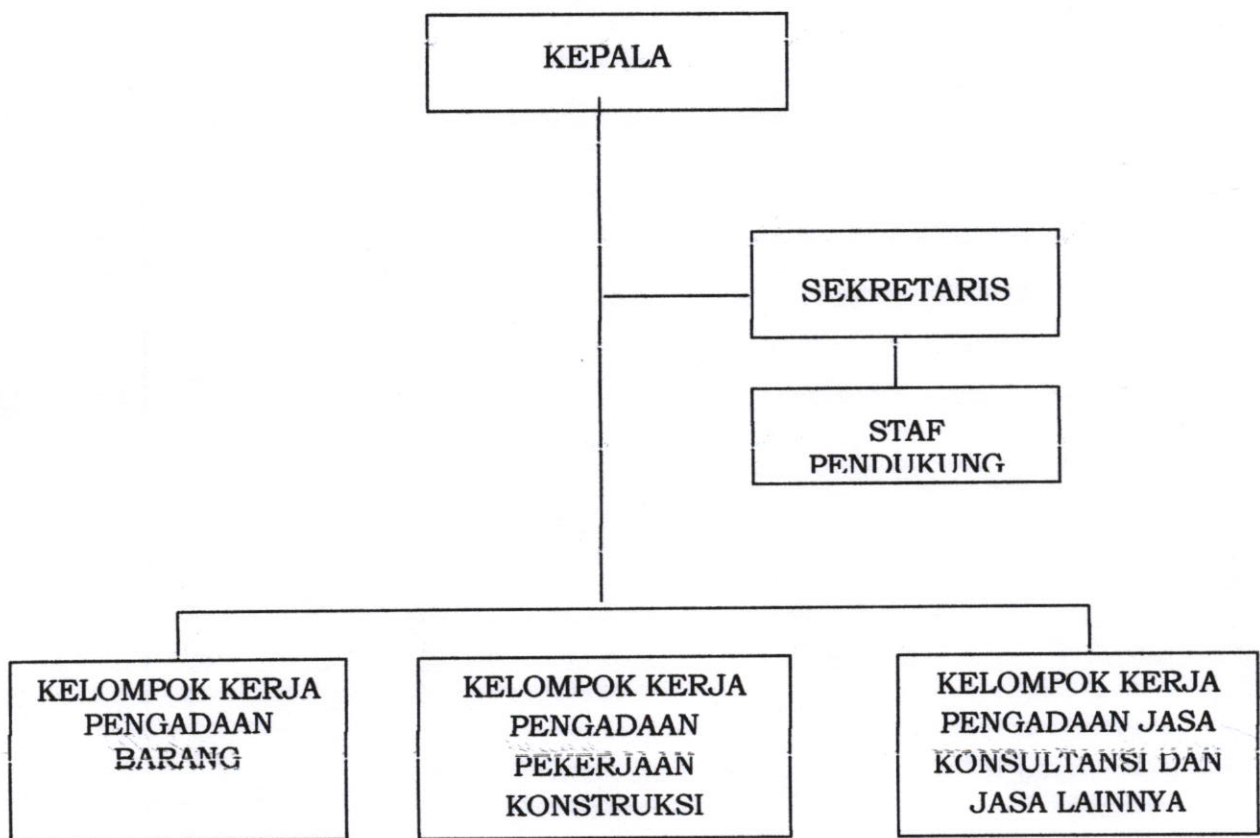 KEPALA
SEKRETARIS
STAF
PENDUKUNG
KELOMPOK KERJA
PENGADAAN
BARANG
KELOMPOK KERJA
PENGADAAN
PEKERJAAN
KONSTRUKSI
KELOMPOK KERJA
PENGADAAN JASA
KONSULTANSI DAN
JASA LAINNYA